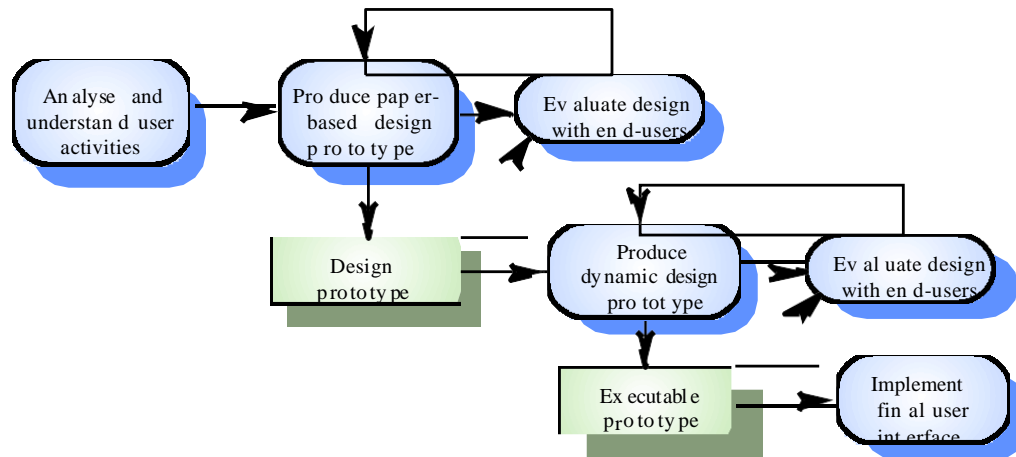 Analyse and
understand user
activities
Produce paper-
based design
prototype
Evaluate design
with end-users
Design
prototype
Produce
dynamic design
prototype
Evaluate design
with end-users
Executable
prototype
Implement
final user
interface